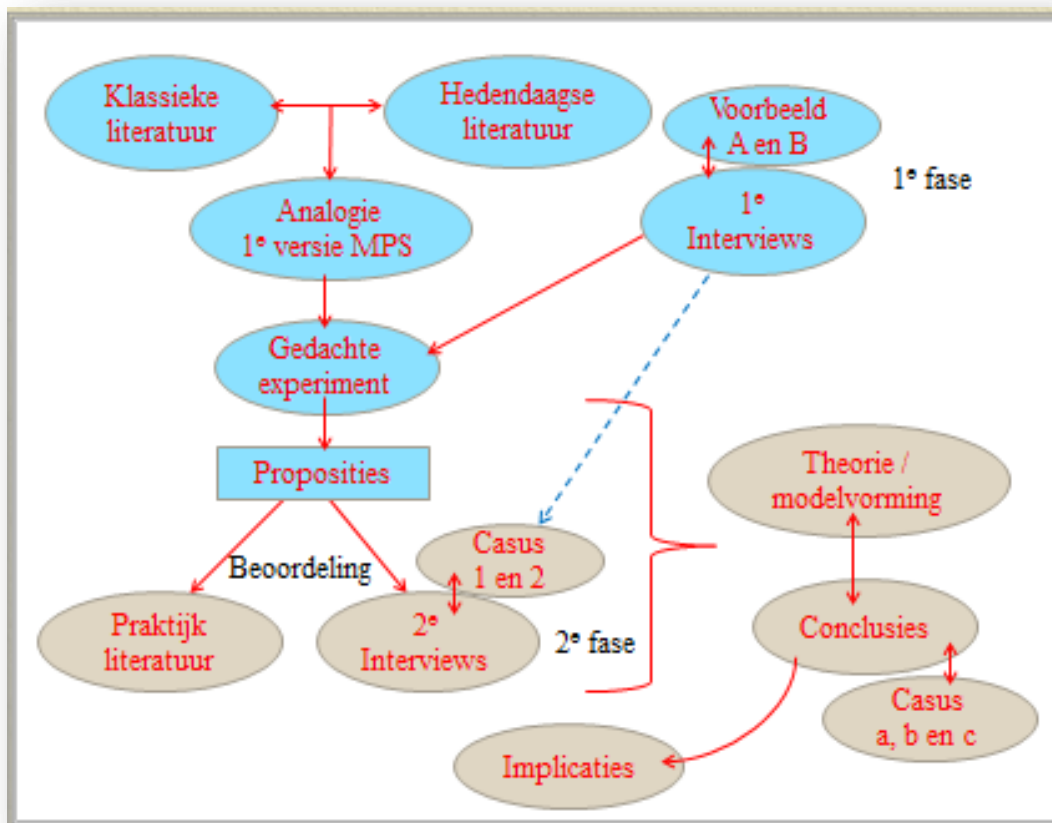 Klassieke
literatuur
Hedendaagse
literatuur
Voorbeeld
A en B
1e fase
Analogie
1e versie MPS
1e
Interviews
Gedachte
experiment
Proposities
Theorie /
modelvorming
Beoordeling
Casus
1 en 2
Praktijk
literatuur
2e
Interviews
2e fase
Conclusies
Casus
a, b en c
Implicaties